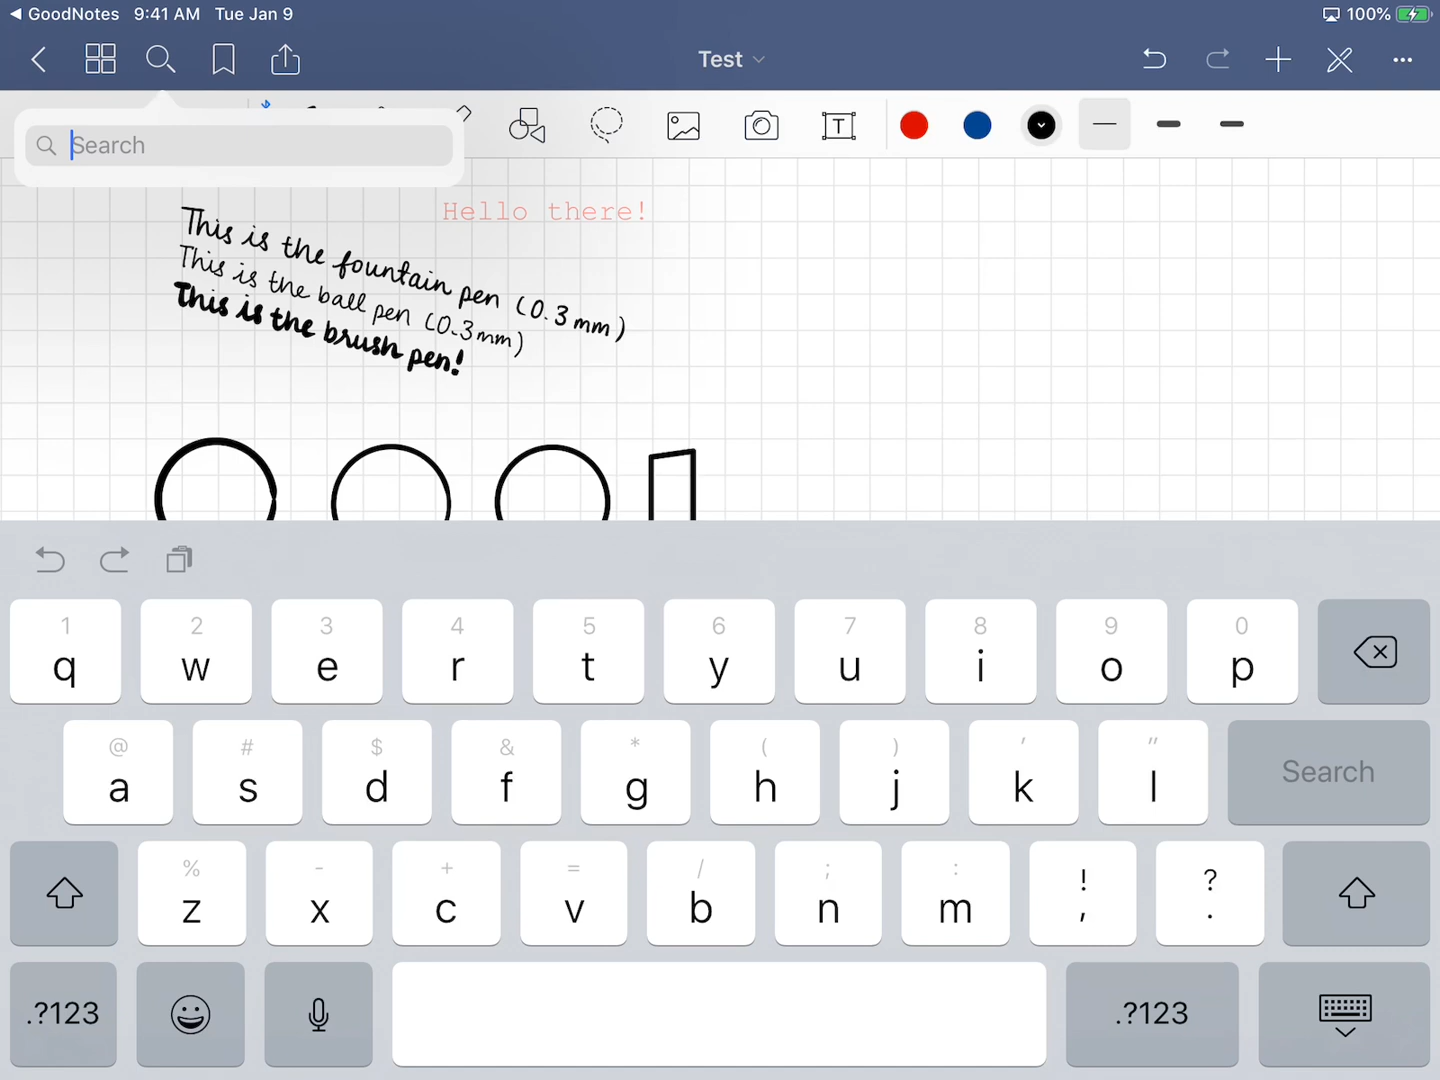 GoodNotes 9:41 AM Tue Jan 9 100%
Test
Search
T
Hello there!
This is the fountain pen (0.3 mm)
This is the ball pen (0.3mm)
This is the brush pen!
1 2 3 4 5 6 7 8 9 0
q w e r t y u i o p
@ # $ & * ( ) ' "
a s d f g h j k l Search
% - + = / ; : ! ?
z x c v b n m , .
.?123 .?123